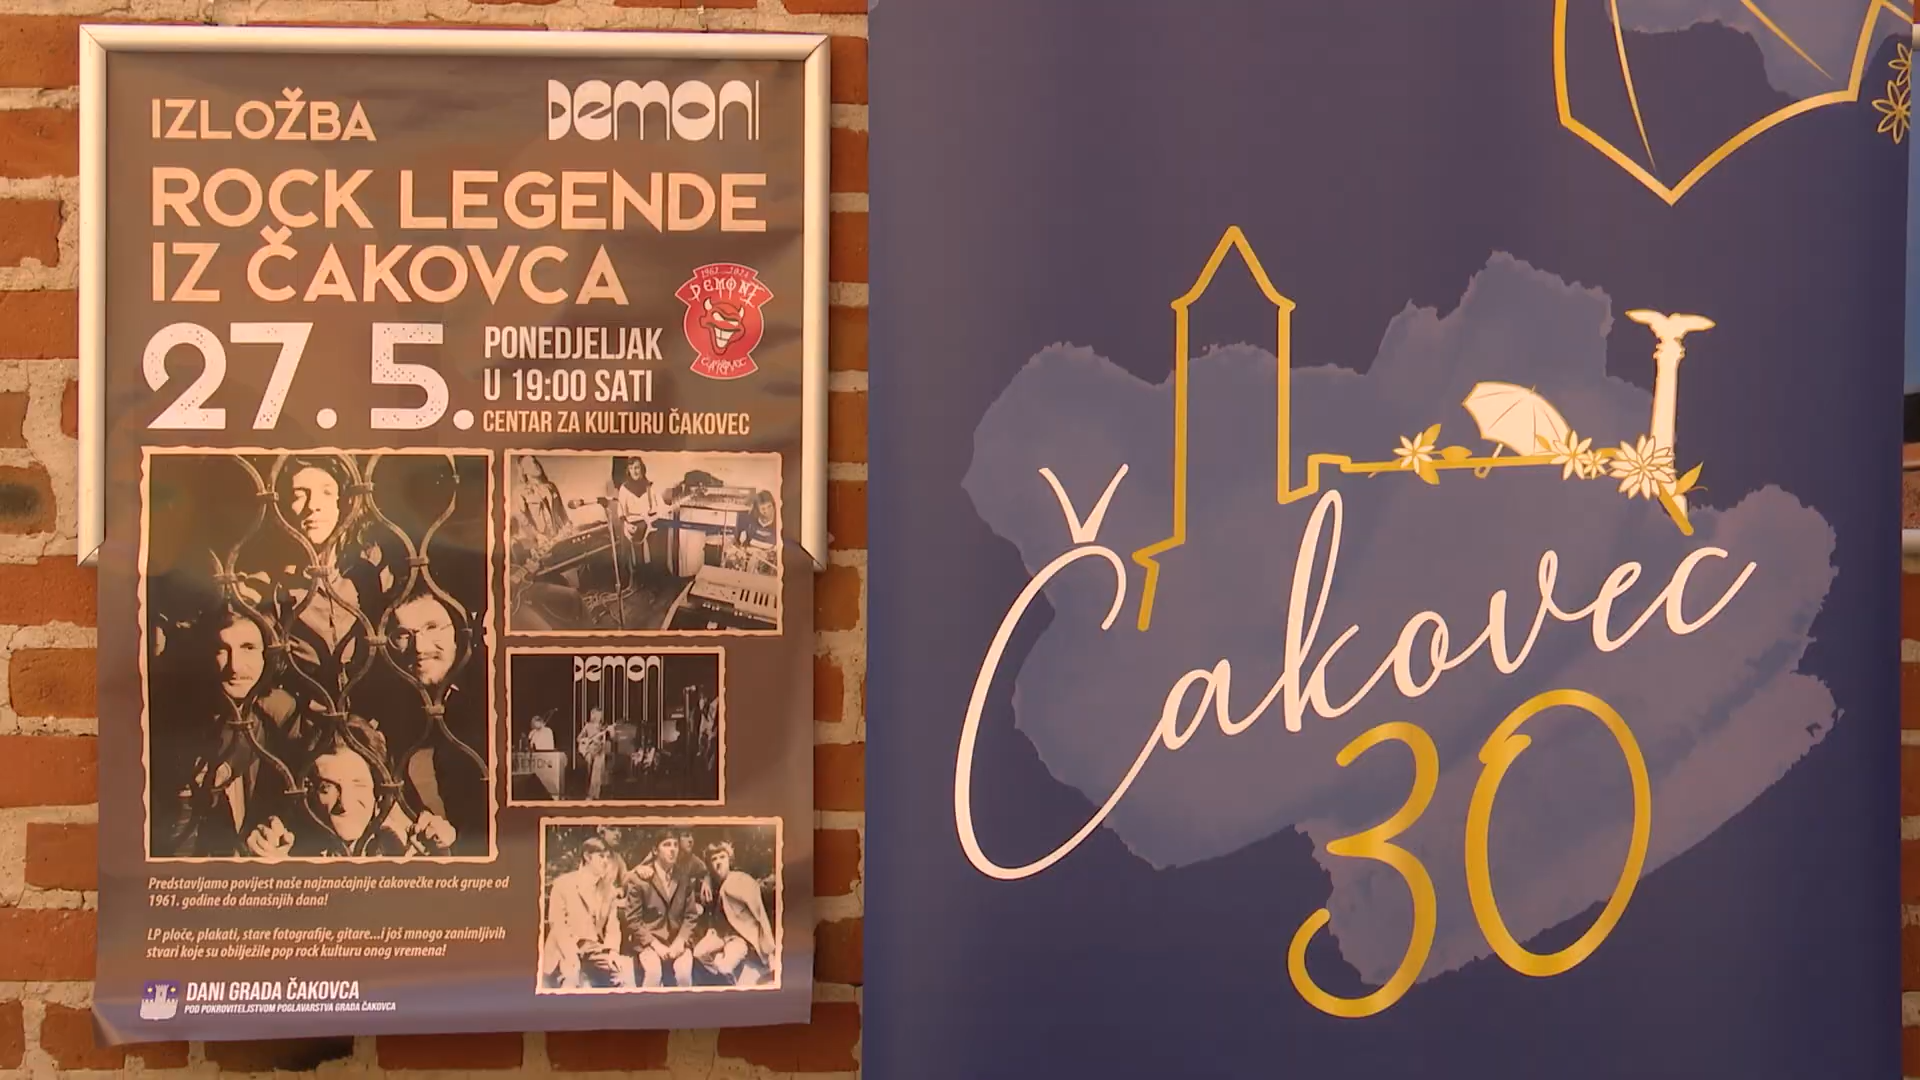 IZLOŽBA
DEMONI
ROCK LEGENDE
IZ ČAKOVCA
27. 5.
PONEDJELJAK
U 19:00 SATI
CENTAR ZA KULTURU ČAKOVEC
DEMONI
ČAKOVEC
DEMONI
Predstavljamo povijest naše najznačajnije čakovečke rock grupe od
1961. godine do današnjih dana!
LP ploče, plakati, stare fotografije, gitare...i još mnogo zanimljivih
stvari koje su obilježile pop rock kulturu onog vremena!
DANI GRADA ČAKOVCA
POD POKROVITELJSTVOM POGLAVARSTVA GRADA ČAKOVCA
Čakovec
30